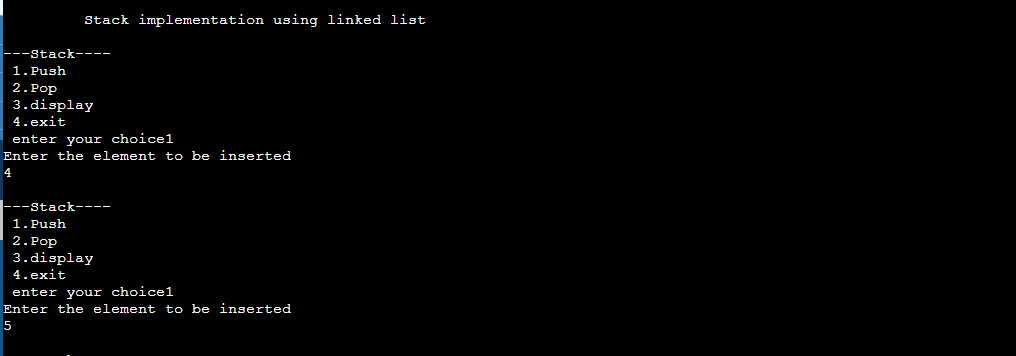 Stack implementation using linked list
---Stack----
1.Push
2.Pop
3.display
4.exit
enter your choice1
Enter the element to be inserted
4
---Stack----
1.Push
2.Pop
3.display
4.exit
enter your choice1
Enter the element to be inserted
5